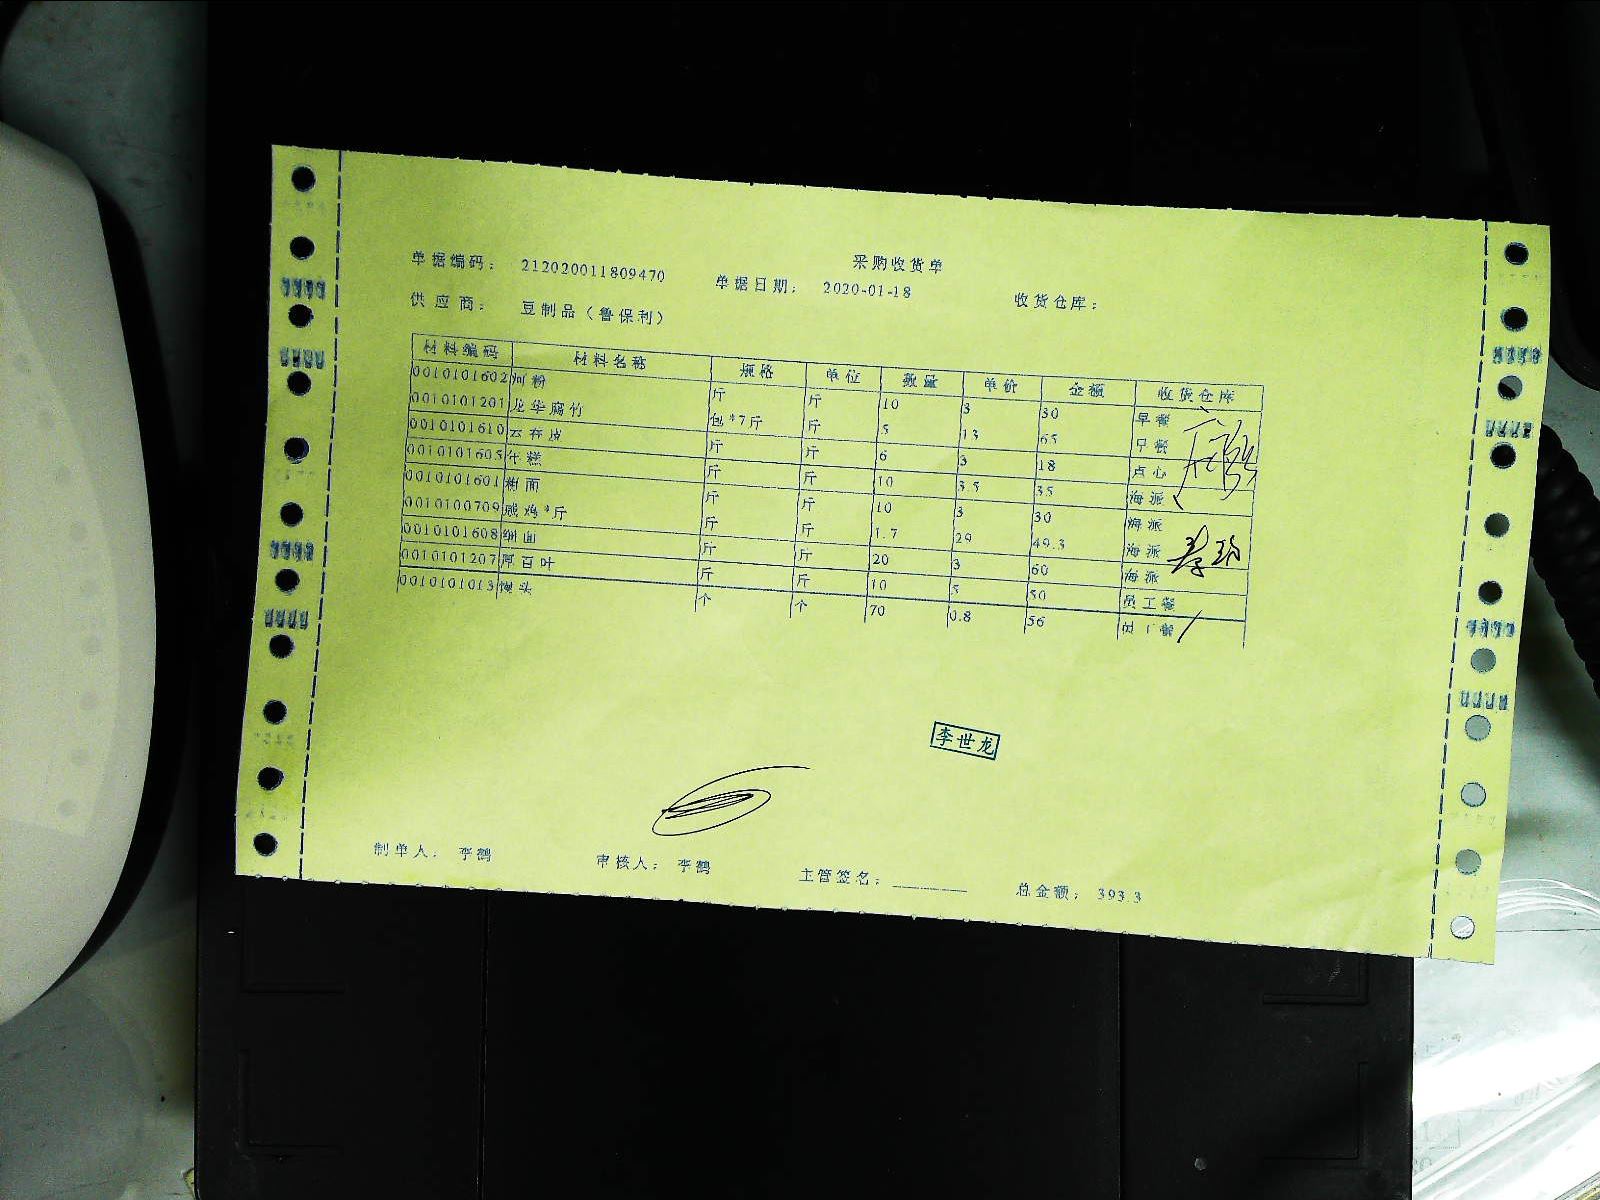 采购收货单
单据编码： 212020011809470 单据日期： 2020-01-18 收货仓库：
供应商： 豆制品（鲁保利）
材料编码 材料名称 规格 单位 数量 单价 金额 收货仓库
0010101602 河粉 斤 斤 10 3 30 早餐
0010101201 龙华腐竹 包*7斤 斤 5 13 65 早餐
0010101610 云吞皮 斤 斤 6 3 18 点心
0010101605 年糕 斤 斤 10 3.5 35 海派
0010101601 粗面 斤 斤 10 3 30 海派
0010100709 咸鸡*斤 斤 斤 1.7 29 49.3 海派
0010101608 细面 斤 斤 20 3 60 海派
0010101207 厚百叶 斤 斤 10 5 50 员工餐
0010101013 馒头 个 个 70 0.8 56 员工餐
李世龙
制单人： 李鹤 审核人： 李鹤 主管签名： 总金额： 393.3